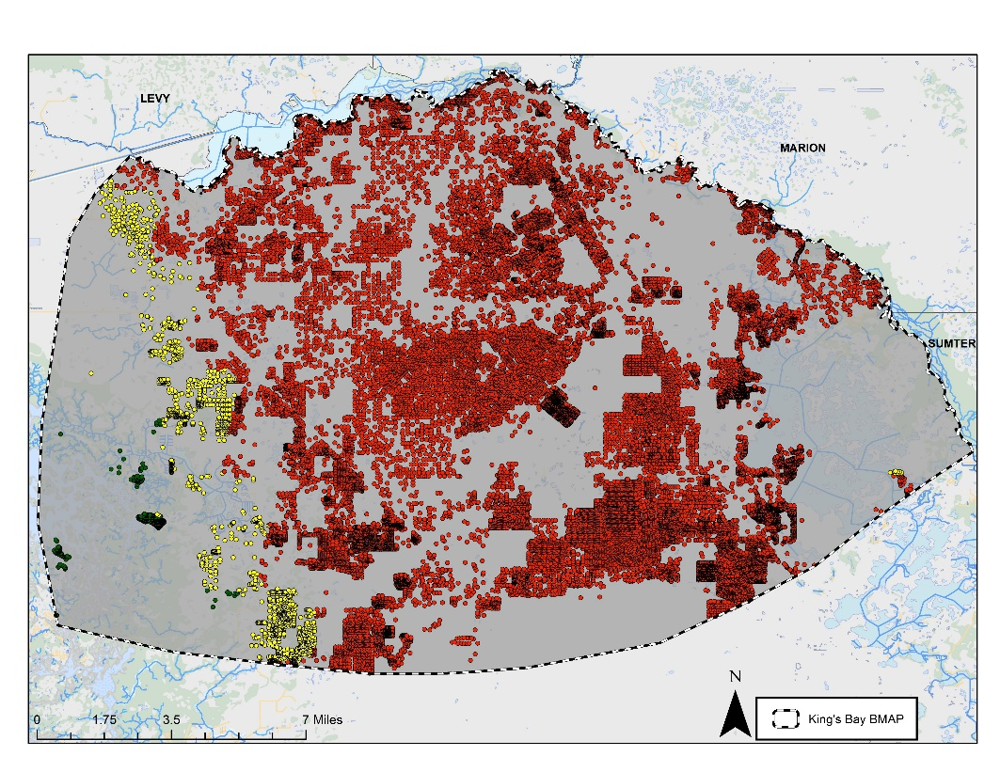 LEVY
MARION
SUMTER
N
0 1.75 3.5 7 Miles
King's Bay BMAP